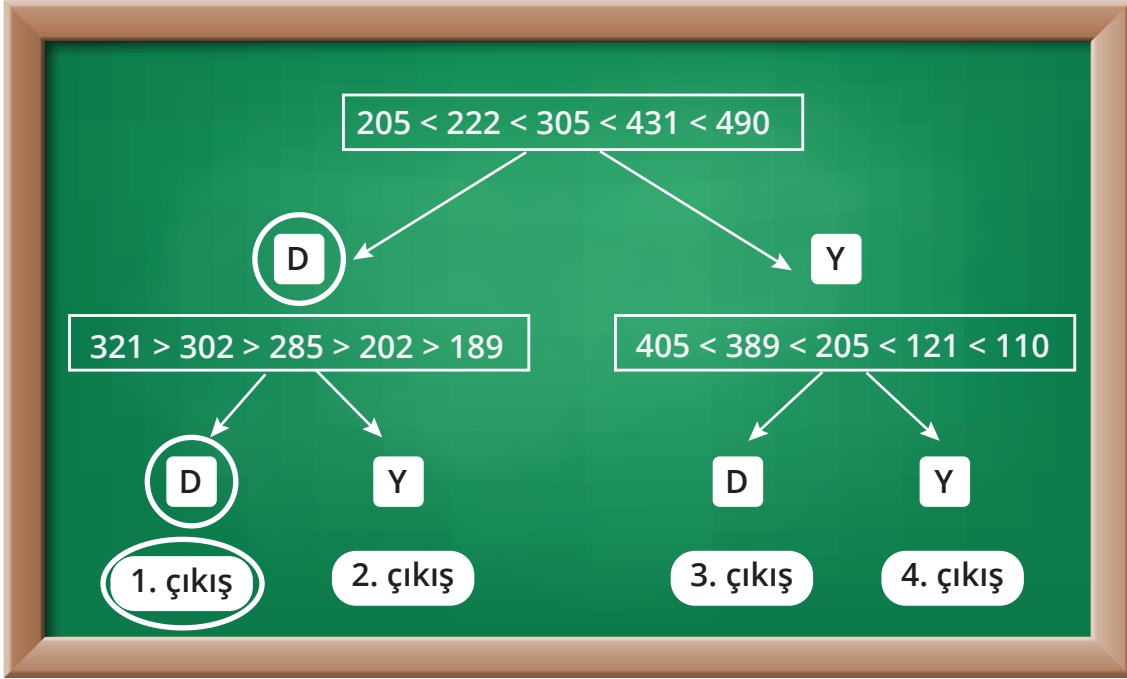 205 < 222 < 305 < 431 < 490
D
Y
321 > 302 > 285 > 202 > 189
405 < 389 < 205 < 121 < 110
D
Y
D
Y
1. çıkış
2. çıkış
3. çıkış
4. çıkış